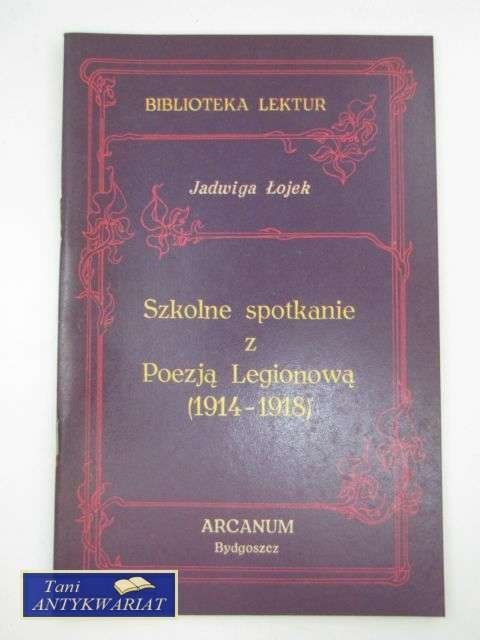 BIBLIOTEKA LEKTUR
Jadwiga Łojek
Szkolne spotkanie
z
Poezją Legionową
(1914-1918)
ARCANUM
Bydgoszcz
Tani
ANTYKWARIAT